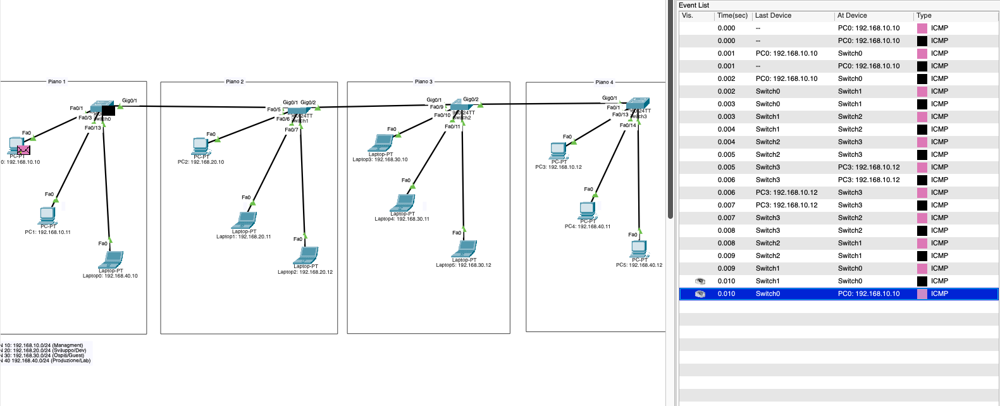 Piano 1
Gig0/1
Fa0/1
Fa0/3
Switch0
Fa0/13
Fa0
PC-PT
0: 192.168.10.10
Fa0
PC-PT
PC1: 192.168.10.11
Fa0
Laptop-PT
Laptop0: 192.168.40.10
Piano 2
Gig0/1 Gig0/2
Fa0/5
Fa0/6
Switch1
Fa0/7
Fa0
PC-PT
PC2: 192.168.20.10
Fa0
Laptop-PT
Laptop1: 192.168.20.11
Fa0
Laptop-PT
Laptop2: 192.168.20.12
Piano 3
Gig0/1 Gig0/2
Fa0/9
Fa0/10
Switch2
Fa0/11
Fa0
Laptop-PT
Laptop3: 192.168.30.10
Fa0
Laptop-PT
Laptop4: 192.168.30.11
Fa0
Laptop-PT
Laptop5: 192.168.30.12
Piano 4
Gig0/1
Fa0/1
Fa0/13
Switch3
Fa0/14
Fa0
PC-PT
PC3: 192.168.10.12
Fa0
PC-PT
PC4: 192.168.40.11
Fa0
PC-PT
PC5: 192.168.40.12
N 10: 192.168.10.0/24 (Managment)
N 20: 192.168.20.0/24 (Sviluppo/Dev)
N 30: 192.168.30.0/24 (Ospiti/Guest)
N 40 192.168.40.0/24 (Produzione/Lab)
Event List
Vis. Time(sec) Last Device At Device Type
0.000 -- PC0: 192.168.10.10 ICMP
0.000 -- PC0: 192.168.10.10 ICMP
0.001 PC0: 192.168.10.10 Switch0 ICMP
0.001 -- PC0: 192.168.10.10 ICMP
0.002 PC0: 192.168.10.10 Switch0 ICMP
0.002 Switch0 Switch1 ICMP
0.003 Switch0 Switch1 ICMP
0.003 Switch1 Switch2 ICMP
0.004 Switch1 Switch2 ICMP
0.004 Switch2 Switch3 ICMP
0.005 Switch2 Switch3 ICMP
0.005 Switch3 PC3: 192.168.10.12 ICMP
0.006 Switch3 PC3: 192.168.10.12 ICMP
0.006 PC3: 192.168.10.12 Switch3 ICMP
0.007 PC3: 192.168.10.12 Switch3 ICMP
0.007 Switch3 Switch2 ICMP
0.008 Switch3 Switch2 ICMP
0.008 Switch2 Switch1 ICMP
0.009 Switch2 Switch1 ICMP
0.009 Switch1 Switch0 ICMP
0.010 Switch1 Switch0 ICMP
0.010 Switch0 PC0: 192.168.10.10 ICMP